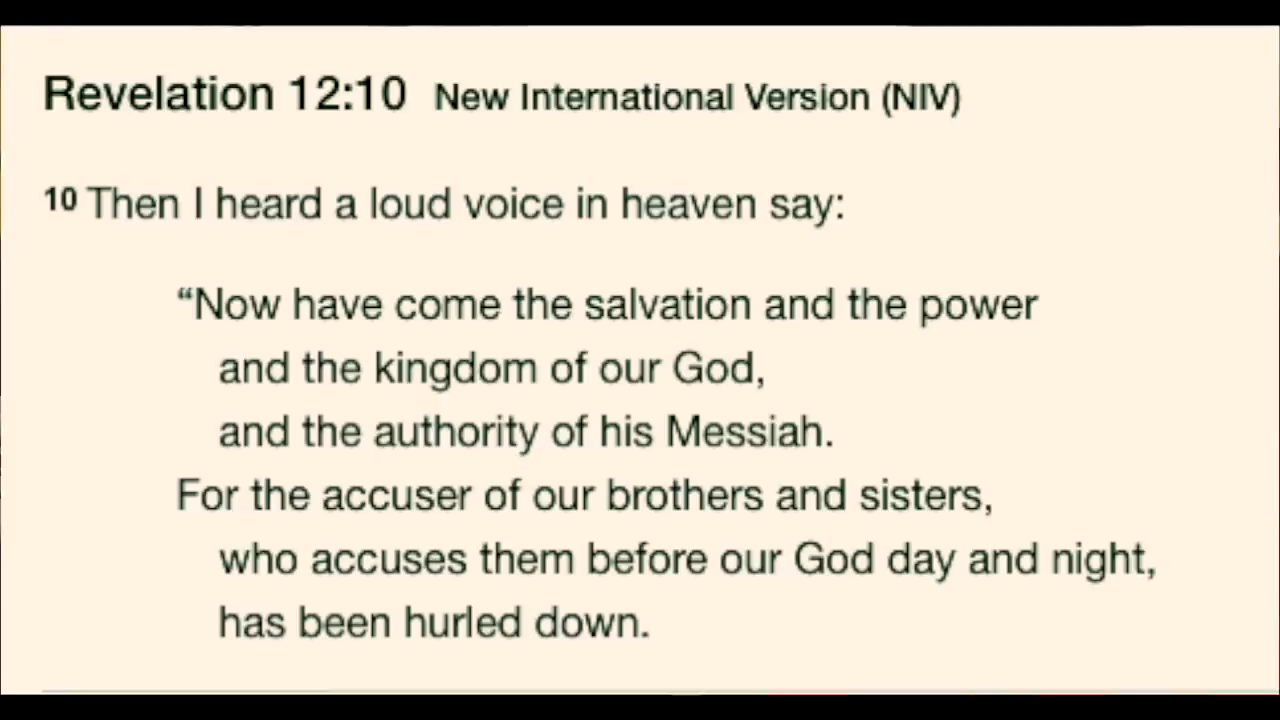 Revelation 12:10 New International Version (NIV)
10 Then I heard a loud voice in heaven say:
“Now have come the salvation and the power
and the kingdom of our God,
and the authority of his Messiah.
For the accuser of our brothers and sisters,
who accuses them before our God day and night,
has been hurled down.